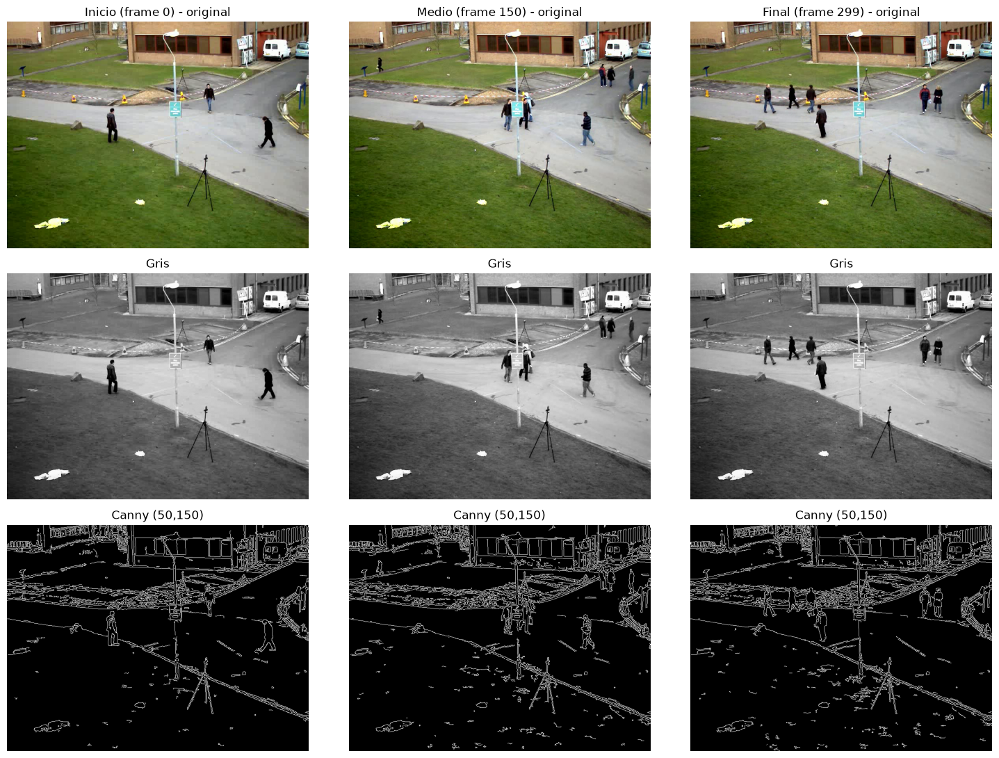 Inicio (frame 0) - original
Medio (frame 150) - original
Final (frame 299) - original
Gris
Gris
Gris
Canny (50,150)
Canny (50,150)
Canny (50,150)